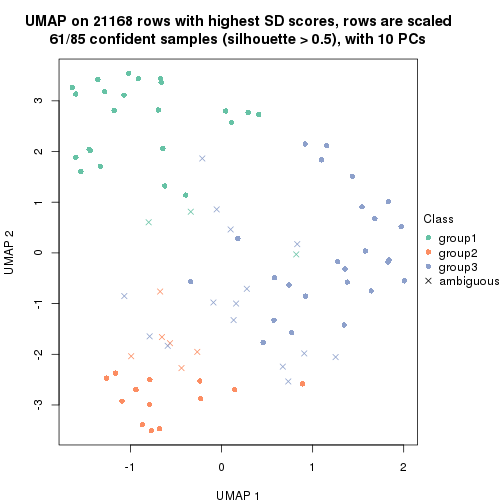 UMAP on 21168 rows with highest SD scores, rows are scaled
61/85 confident samples (silhouette > 0.5), with 10 PCs
3
2
1
0
-1
-2
-3
UMAP 2
-1
0
1
2
UMAP 1
Class
group1
group2
group3
ambiguous